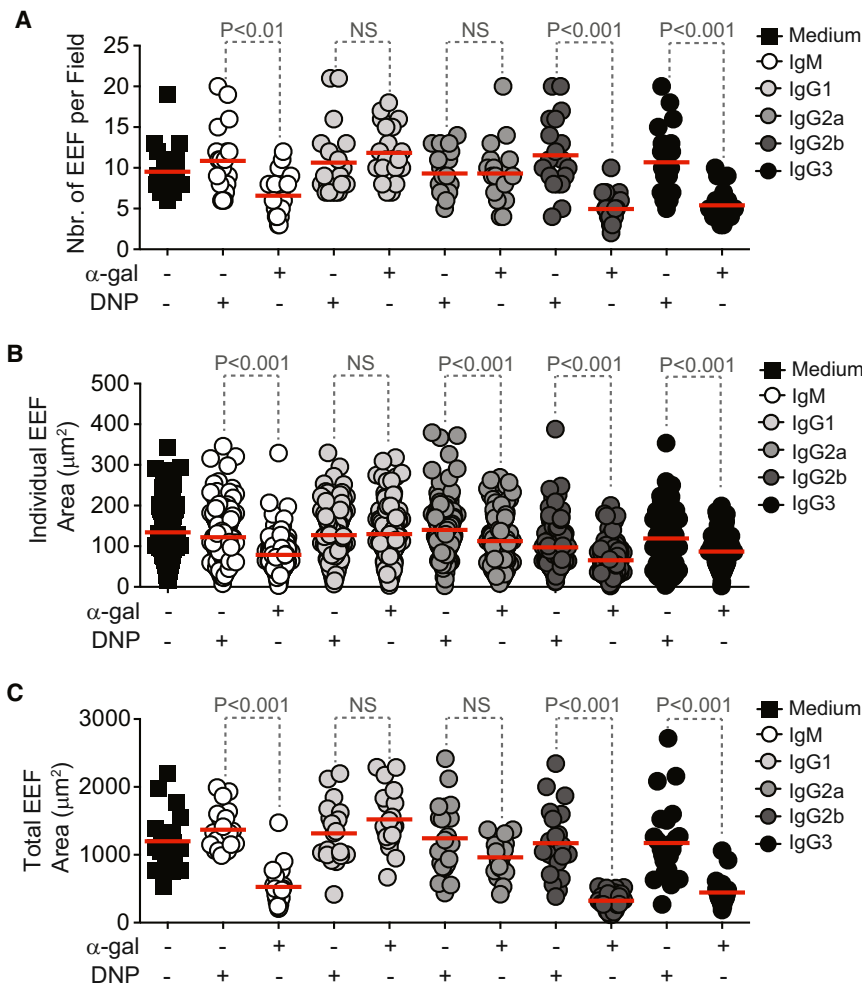 A
P<0.01 NS NS P<0.001 P<0.001
Nbr. of EEF per Field
25
20
15
10
5
0
Medium
IgM
IgG1
IgG2a
IgG2b
IgG3
α-gal - - + - + - + - + - +
DNP - + - + - + - + - + -
B
P<0.001 NS P<0.001 P<0.001 P<0.001
Individual EEF
Area (μm²)
500
400
300
200
100
0
Medium
IgM
IgG1
IgG2a
IgG2b
IgG3
α-gal - - + - + - + - + - +
DNP - + - + - + - + - + -
C
P<0.001 NS NS P<0.001 P<0.001
Total EEF
Area (μm²)
3000
2000
1000
0
Medium
IgM
IgG1
IgG2a
IgG2b
IgG3
α-gal - - + - + - + - + - +
DNP - + - + - + - + - + -